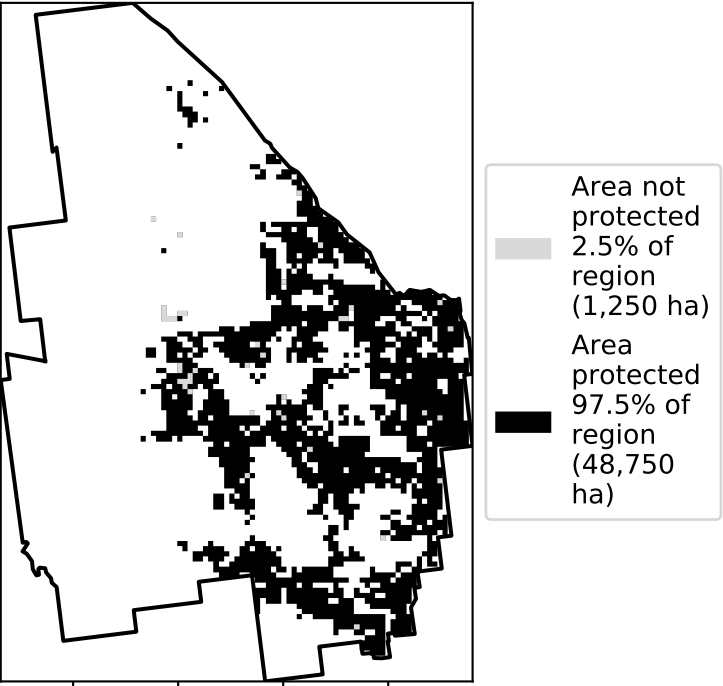 Area not
protected
2.5% of
region
(1,250 ha)
Area
protected
97.5% of
region
(48,750
ha)